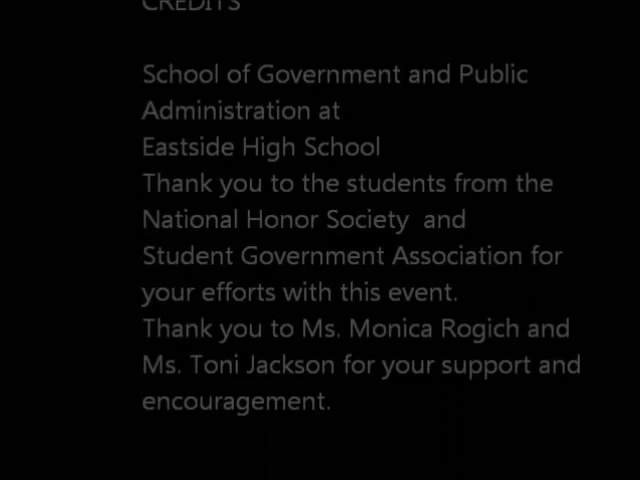 CREDITS
School of Government and Public
Administration at
Eastside High School
Thank you to the students from the
National Honor Society  and
Student Government Association for
your efforts with this event.
Thank you to Ms. Monica Rogich and
Ms. Toni Jackson for your support and
encouragement.